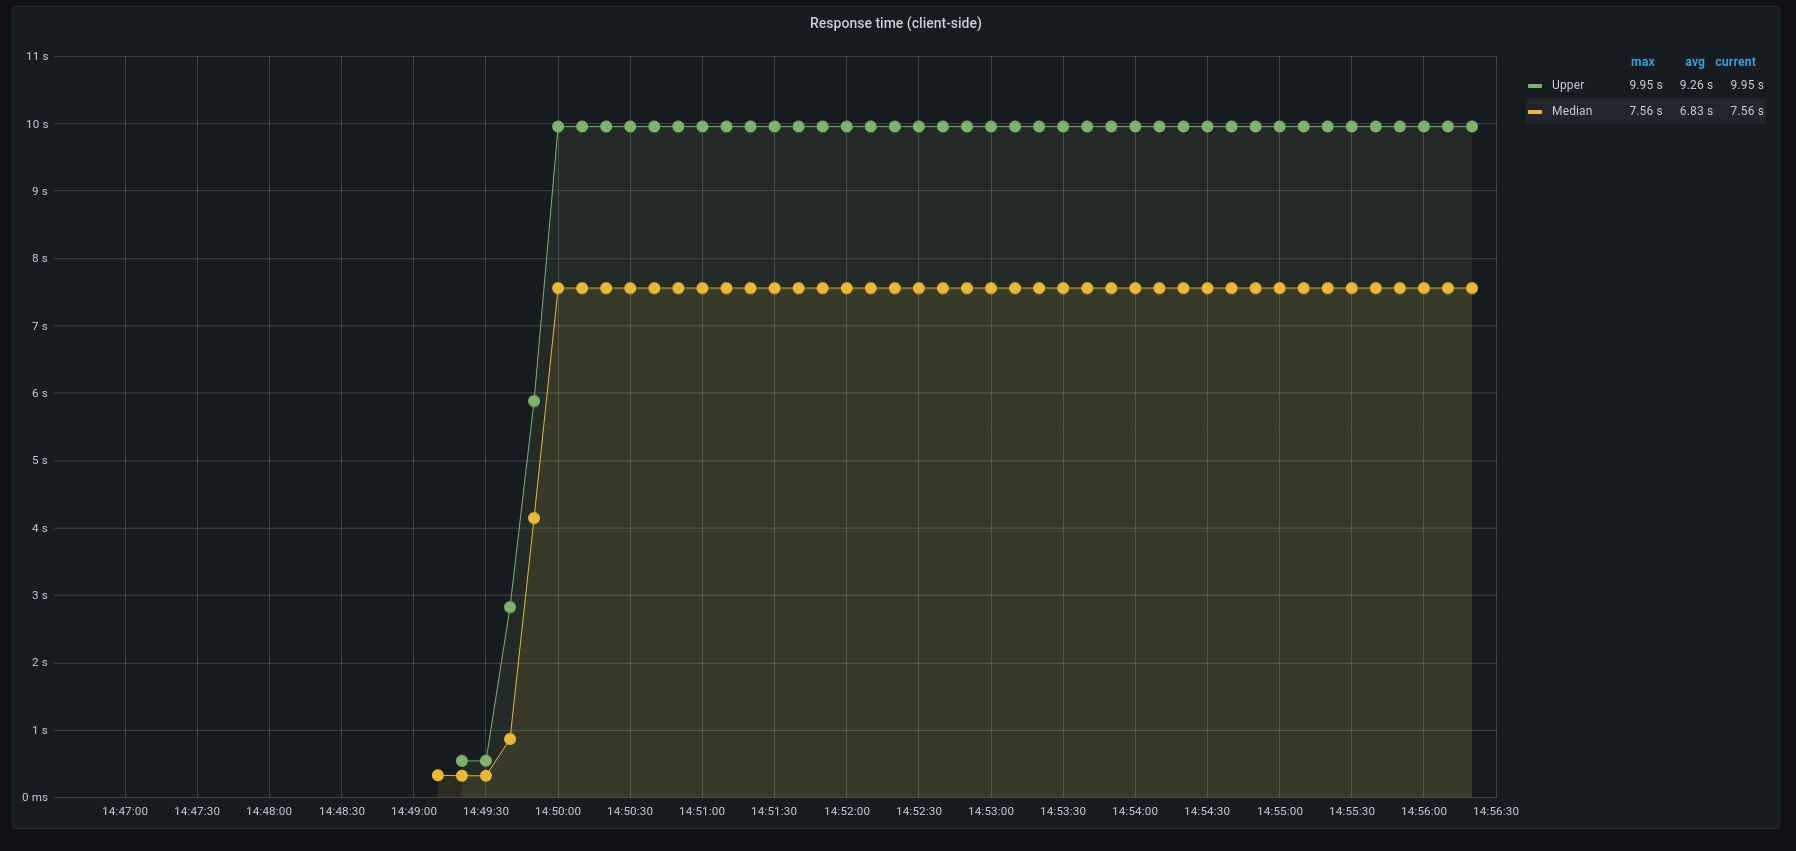 Response time (client-side)
11 s
10 s
9 s
8 s
7 s
6 s
5 s
4 s
3 s
2 s
1 s
0 ms
14:47:00 14:47:30 14:48:00 14:48:30 14:49:00 14:49:30 14:50:00 14:50:30 14:51:00 14:51:30 14:52:00 14:52:30 14:53:00 14:53:30 14:54:00 14:54:30 14:55:00 14:55:30 14:56:00 14:56:30
max avg current
Upper 9.95 s 9.26 s 9.95 s
Median 7.56 s 6.83 s 7.56 s